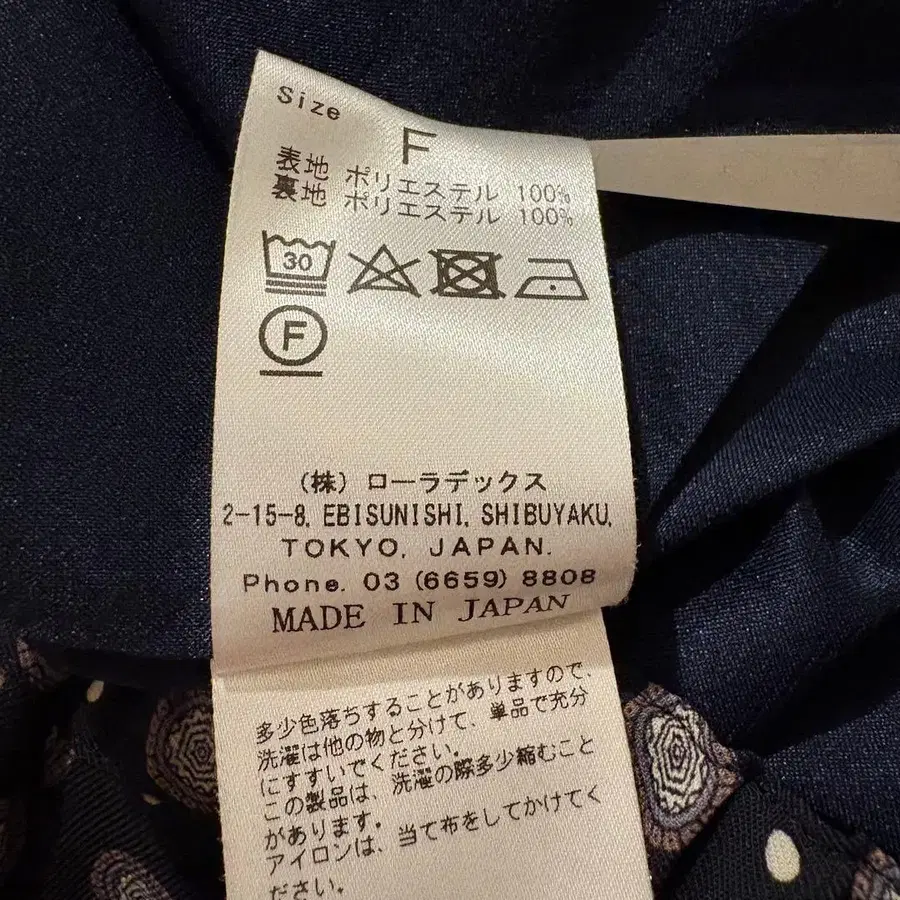 Size
F
表地 ポリエステル 100%
裏地 ポリエステル 100%
30
F
(株) ローラデックス
2-15-8, EBISUNISHI, SHIBUYAKU,
TOKYO, JAPAN.
Phone. 03 (6659) 8808
MADE IN JAPAN
多少色落ちすることがありますので、
洗濯は他の物と分けて、単品で充分
にすすいでください。
この製品は、洗濯の際多少縮むこと
があります。
アイロンは、当て布をしてかけてく
ださい。